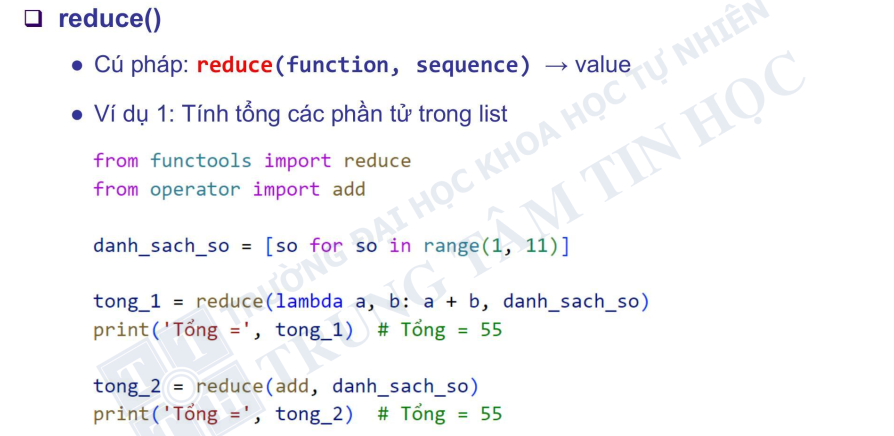 reduce()
Cú pháp: reduce(function, sequence) → value
Ví dụ 1: Tính tổng các phần tử trong list
from functools import reduce
from operator import add
danh_sach_so = [so for so in range(1, 11)]
tong_1 = reduce(lambda a, b: a + b, danh_sach_so)
print('Tổng =', tong_1)  # Tổng = 55
tong_2 = reduce(add, danh_sach_so)
print('Tổng =', tong_2)  # Tổng = 55
TRƯỜNG ĐẠI HỌC KHOA HỌC TỰ NHIÊN
TRUNG TÂM TIN HỌC